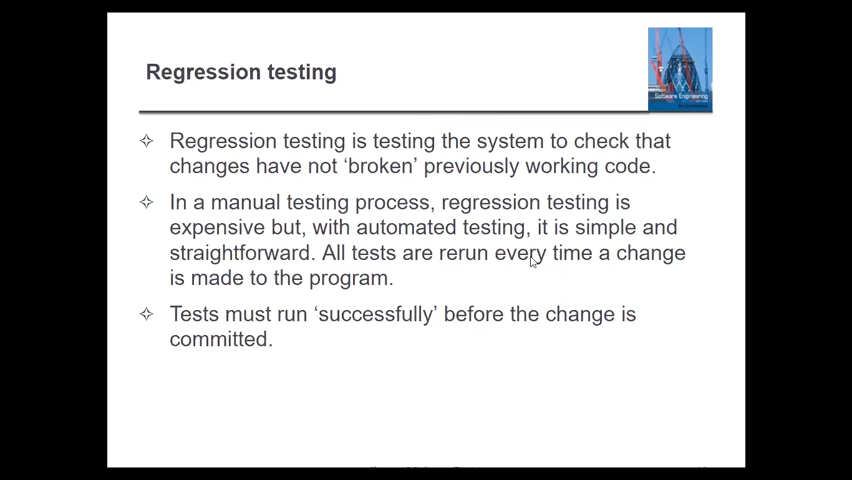 Regression testing
Software Engineering
✧ Regression testing is testing the system to check that
changes have not ‘broken’ previously working code.
✧ In a manual testing process, regression testing is
expensive but, with automated testing, it is simple and
straightforward. All tests are rerun every time a change
is made to the program.
✧ Tests must run ‘successfully’ before the change is
committed.